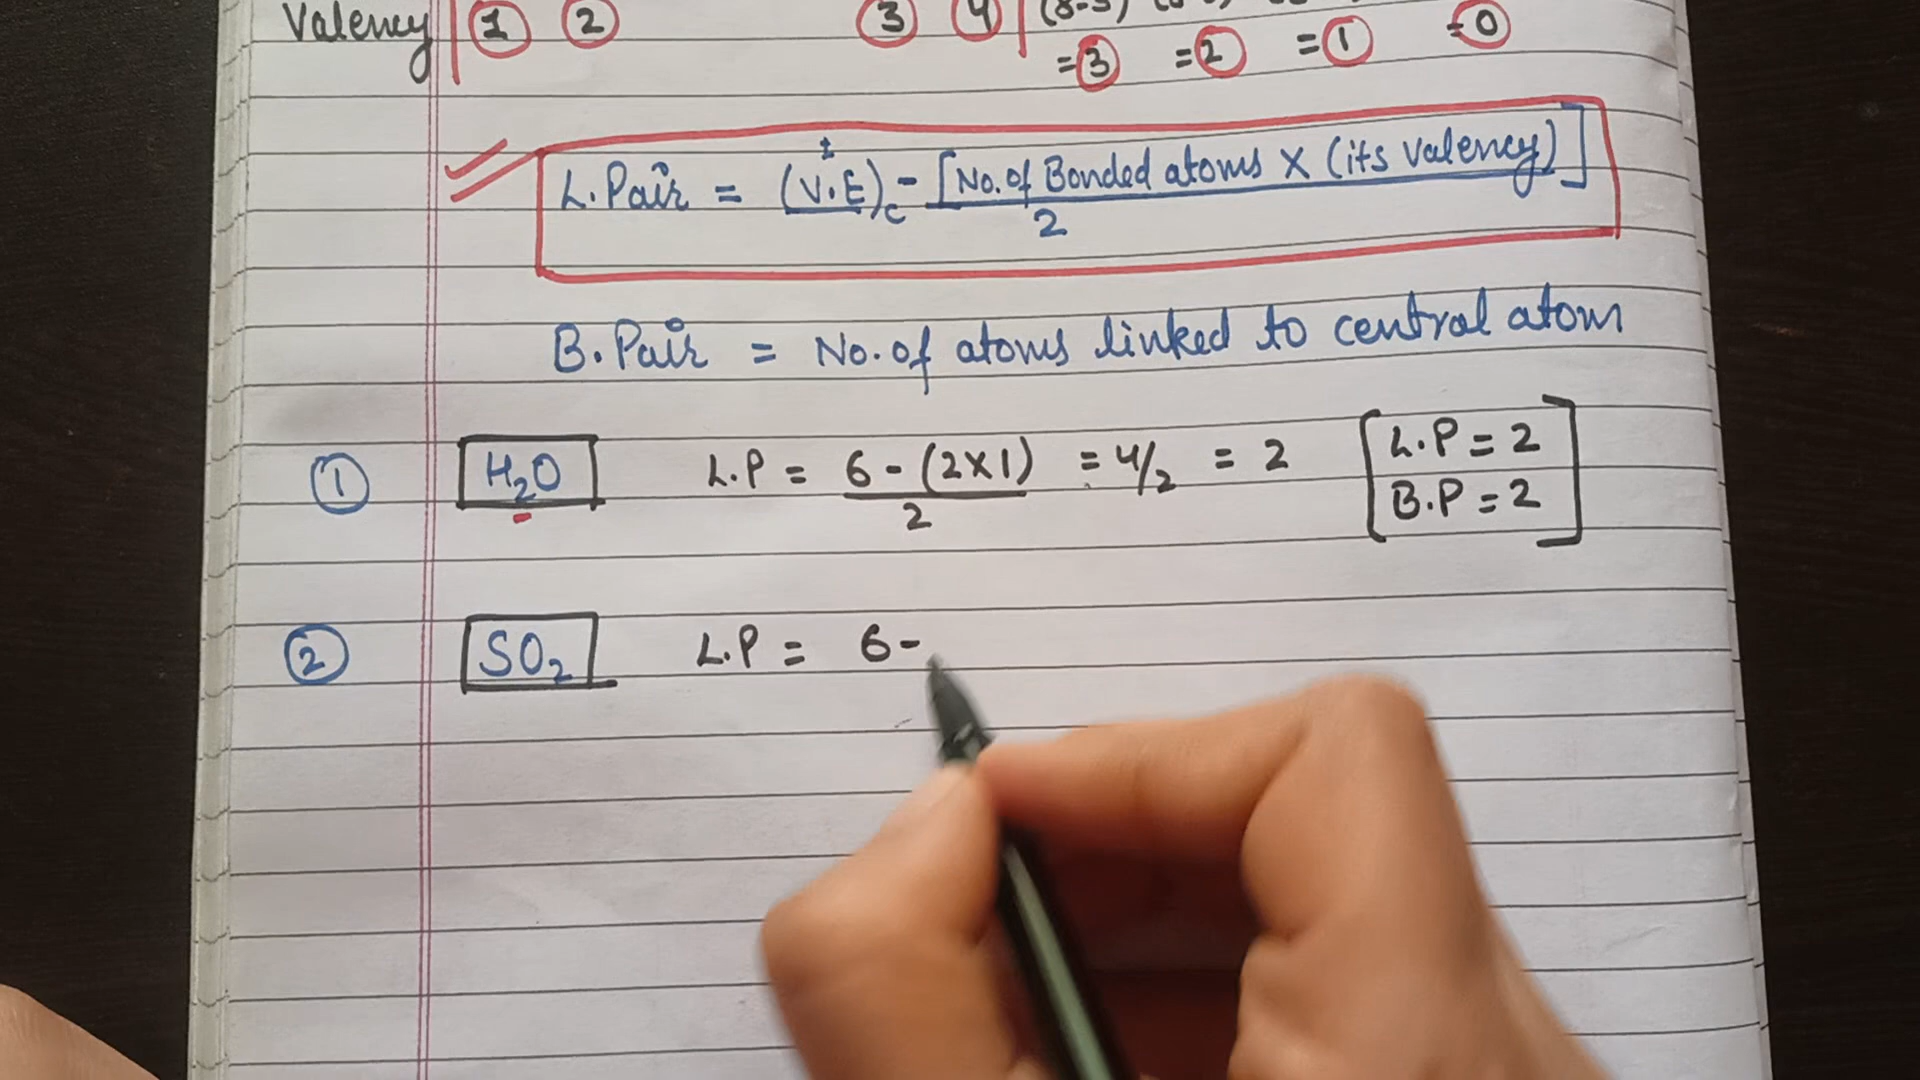 Valency 1 2 3 4
=3 =2 =1 =0
L.Pair = (V.E)c - [No. of Bonded atoms X (its valency)]
2
B.Pair = No. of atoms linked to central atom
1 H2O L.P = 6 - (2X1) = 4/2 = 2 [L.P = 2
2 B.P = 2]
2 SO2 L.P = 6 -